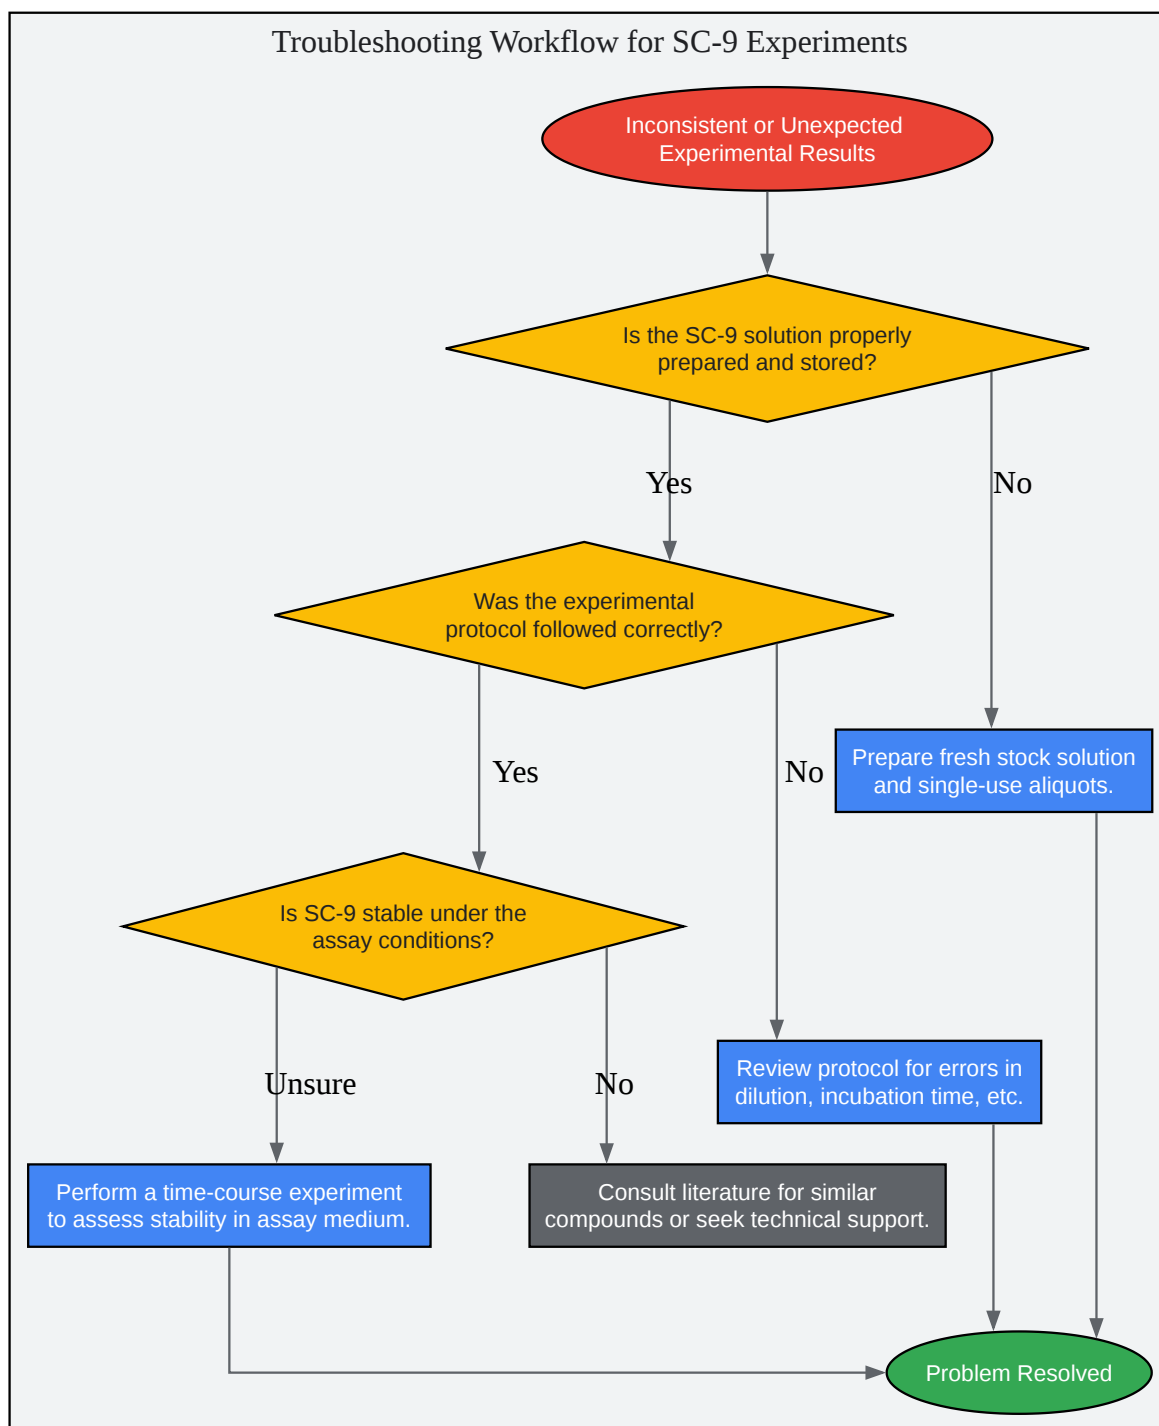 Troubleshooting Workflow for SC-9 Experiments
Inconsistent or Unexpected
Experimental Results
Is the SC-9 solution properly
prepared and stored?
Yes
No
Was the experimental
protocol followed correctly?
Prepare fresh stock solution
and single-use aliquots.
Yes
No
Is SC-9 stable under the
assay conditions?
Review protocol for errors in
dilution, incubation time, etc.
Unsure
No
Perform a time-course experiment
to assess stability in assay medium.
Consult literature for similar
compounds or seek technical support.
Problem Resolved